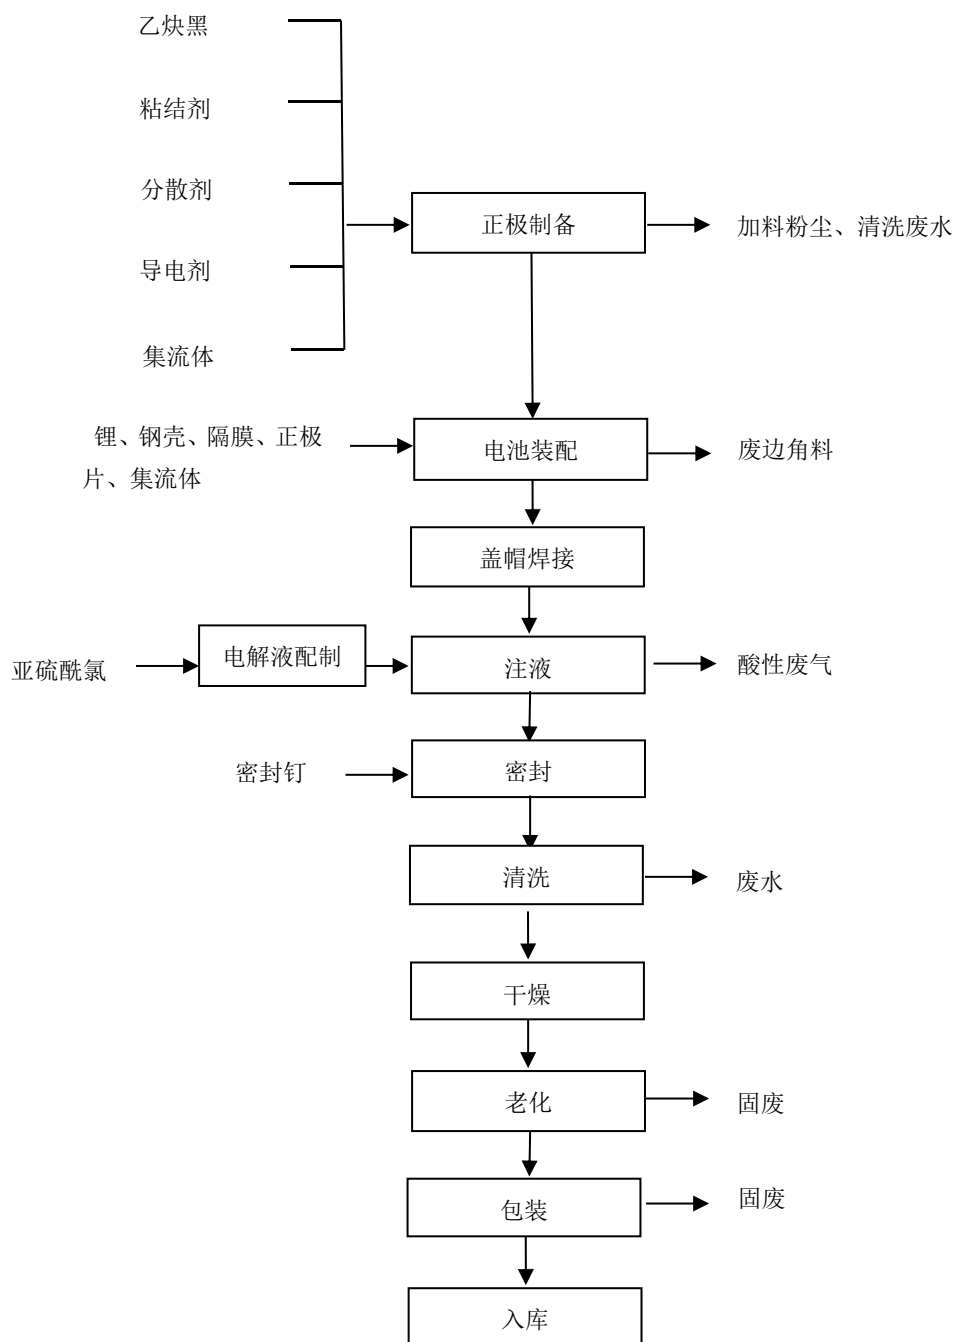 乙炔黑
粘结剂
分散剂
导电剂
集流体
正极制备
加料粉尘、清洗废水
锂、钢壳、隔膜、正极
片、集流体
电池装配
废边角料
盖帽焊接
亚硫酰氯
电解液配制
注液
酸性废气
密封钉
密封
清洗
废水
干燥
老化
固废
包装
固废
入库